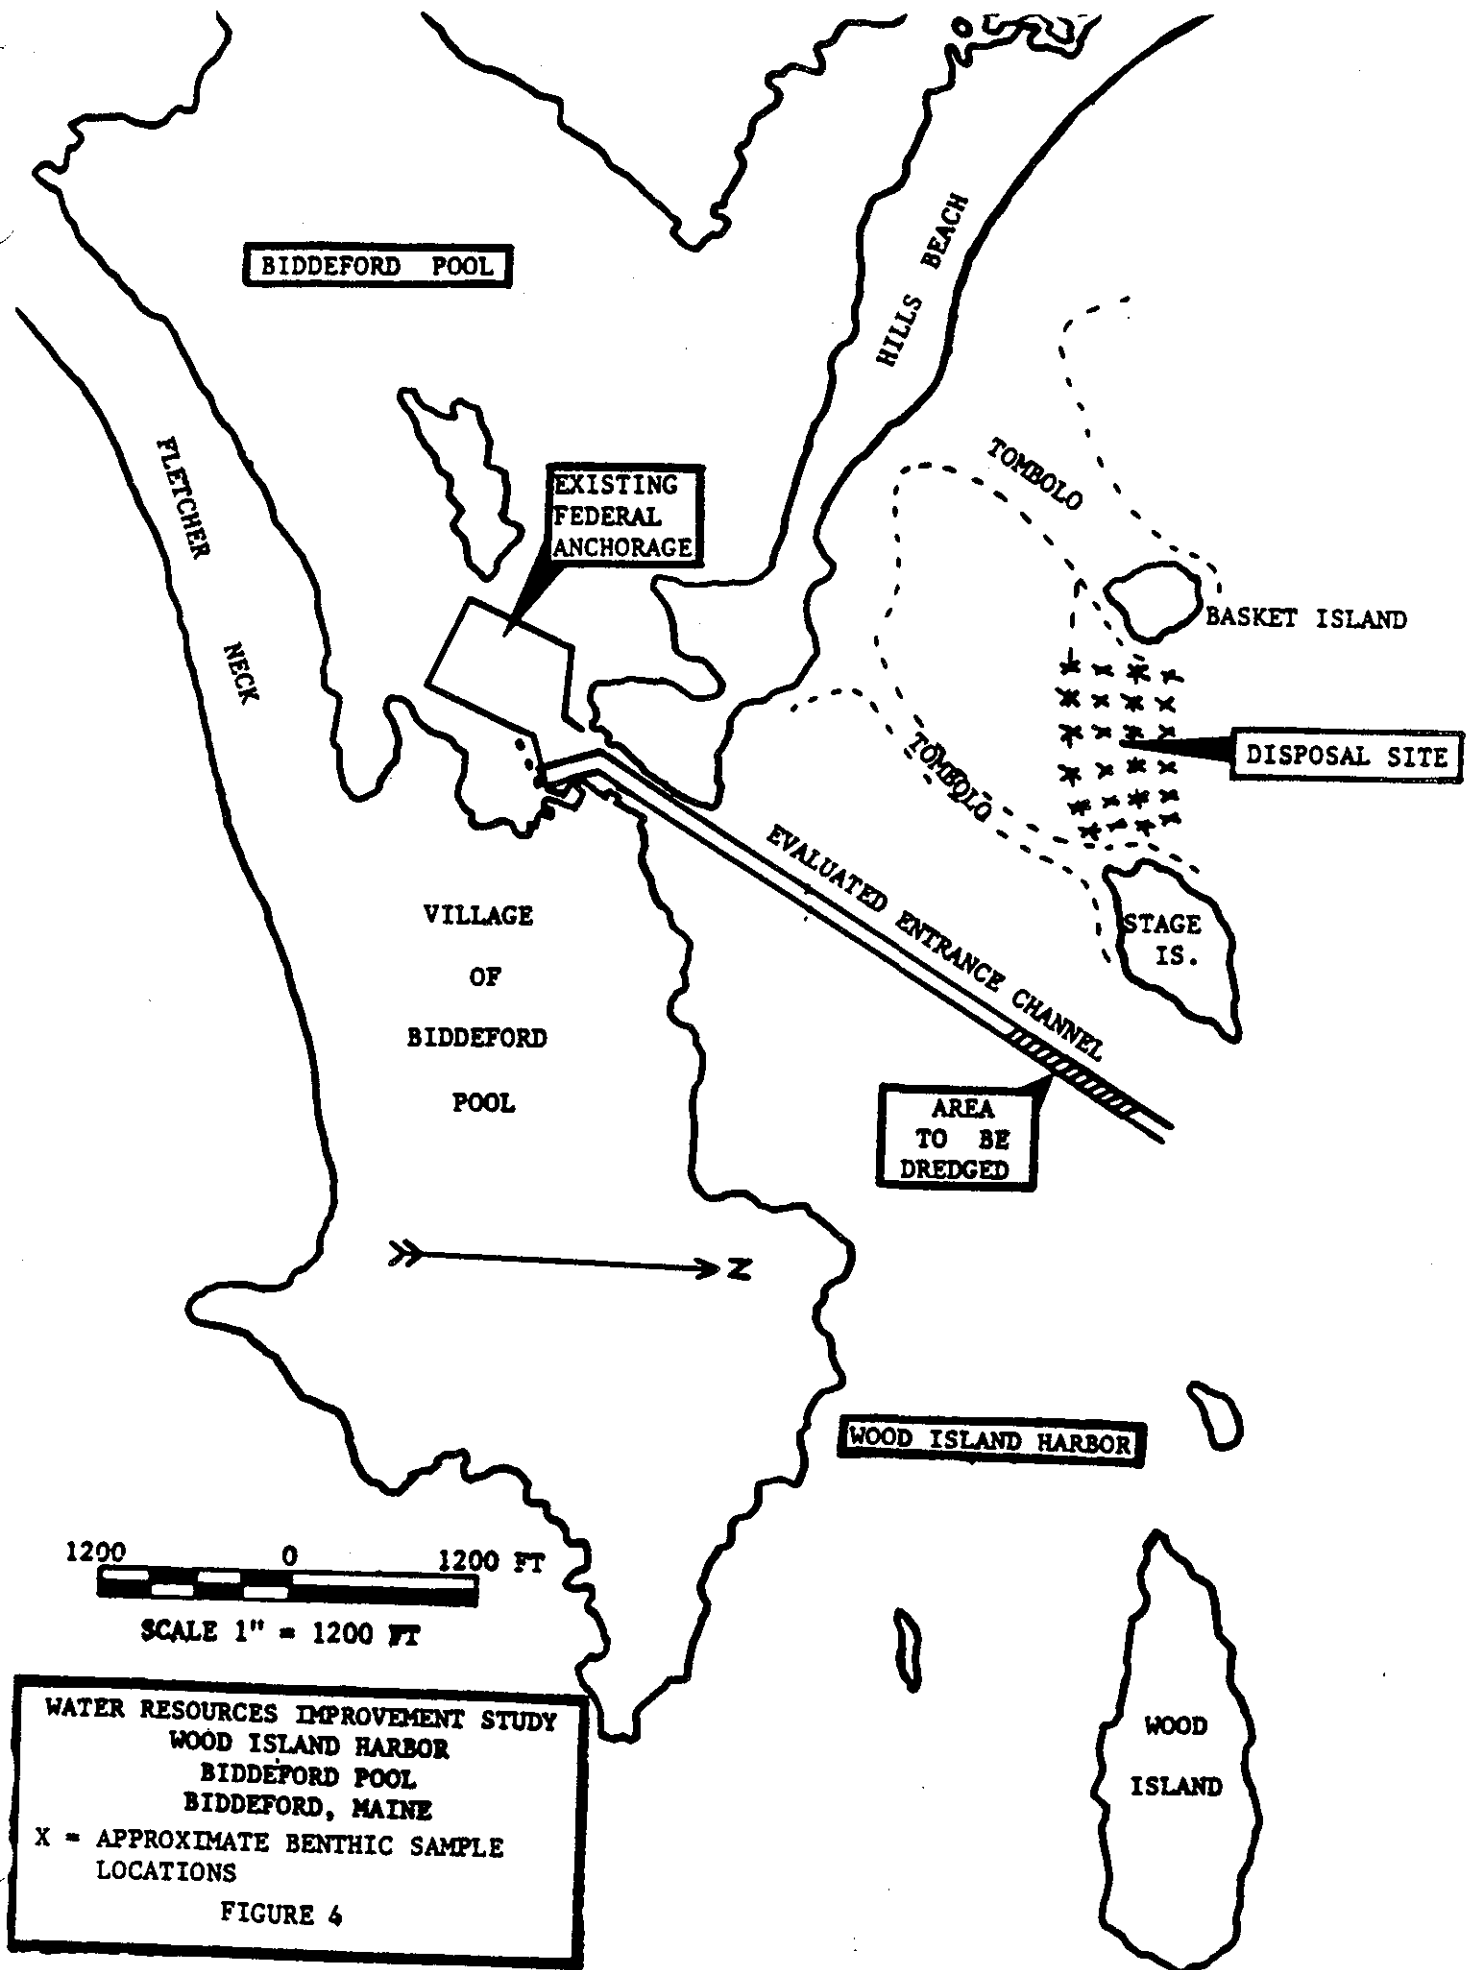 BIDDEFORD POOL
HILLS BEACH
FLETCHER
NECK
EXISTING
FEDERAL
ANCHORAGE
TOMBOLO
BASKET ISLAND
TOMBOLO
DISPOSAL SITE
EVALUATED ENTRANCE CHANNEL
STAGE
IS.
VILLAGE
OF
BIDDEFORD
POOL
AREA
TO BE
DREDGED
N
WOOD ISLAND HARBOR
1200 0 1200 FT
SCALE 1" = 1200 FT
WATER RESOURCES IMPROVEMENT STUDY
WOOD ISLAND HARBOR
BIDDEFORD POOL
BIDDEFORD, MAINE
X = APPROXIMATE BENTHIC SAMPLE
LOCATIONS
FIGURE 4
WOOD
ISLAND